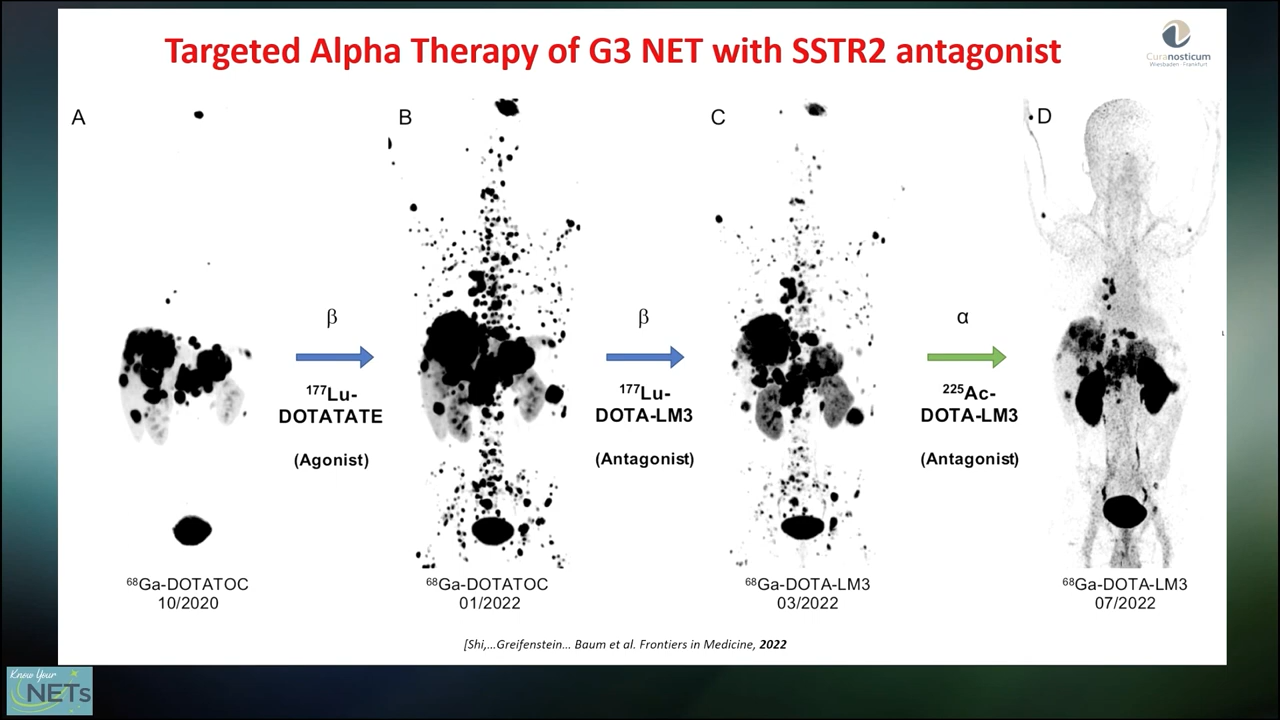 Targeted Alpha Therapy of G3 NET with SSTR2 antagonist
Curanosticum
Wiesbaden - Frankfurt
A
B
C
D
β
177Lu-
DOTATATE
(Agonist)
β
177Lu-
DOTA-LM3
(Antagonist)
α
225Ac-
DOTA-LM3
(Antagonist)
68Ga-DOTATOC
10/2020
68Ga-DOTATOC
01/2022
68Ga-DOTA-LM3
03/2022
68Ga-DOTA-LM3
07/2022
[Shi,...Greifenstein... Baum et al. Frontiers in Medicine, 2022
Know Your
NETs